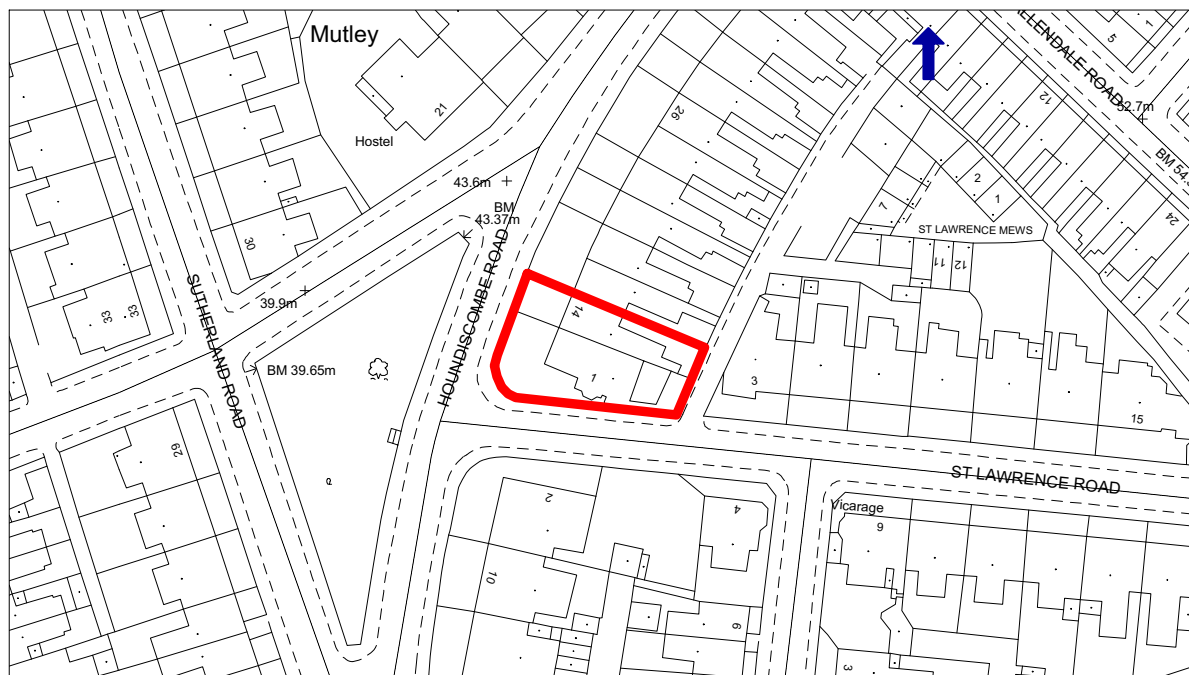 Mutley
ALLENDALE ROAD
5
1
52.7m
12
21
26
Hostel
BM 54.
2
1
7
43.6m
BM
43.37m
24
ST LAWRENCE MEWS
30
11
12
HOUNDISCOMBE ROAD
SUTHERLAND ROAD
39.9m
33
33
14
BM 39.65m
1
3
15
29
ST LAWRENCE ROAD
2
4
Vicarage
9
10
6
3